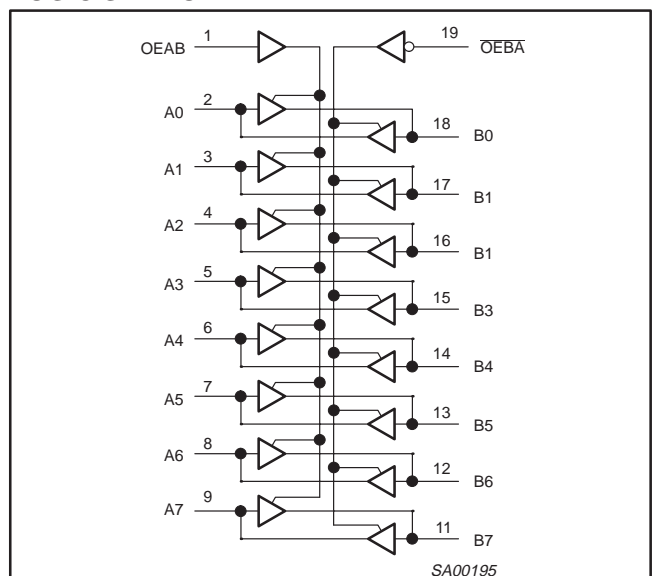 OEAB 1 19 OEBA
A0 2 18 B0
A1 3 17 B1
A2 4 16 B1
A3 5 15 B3
A4 6 14 B4
A5 7 13 B5
A6 8 12 B6
A7 9 11 B7
SA00195